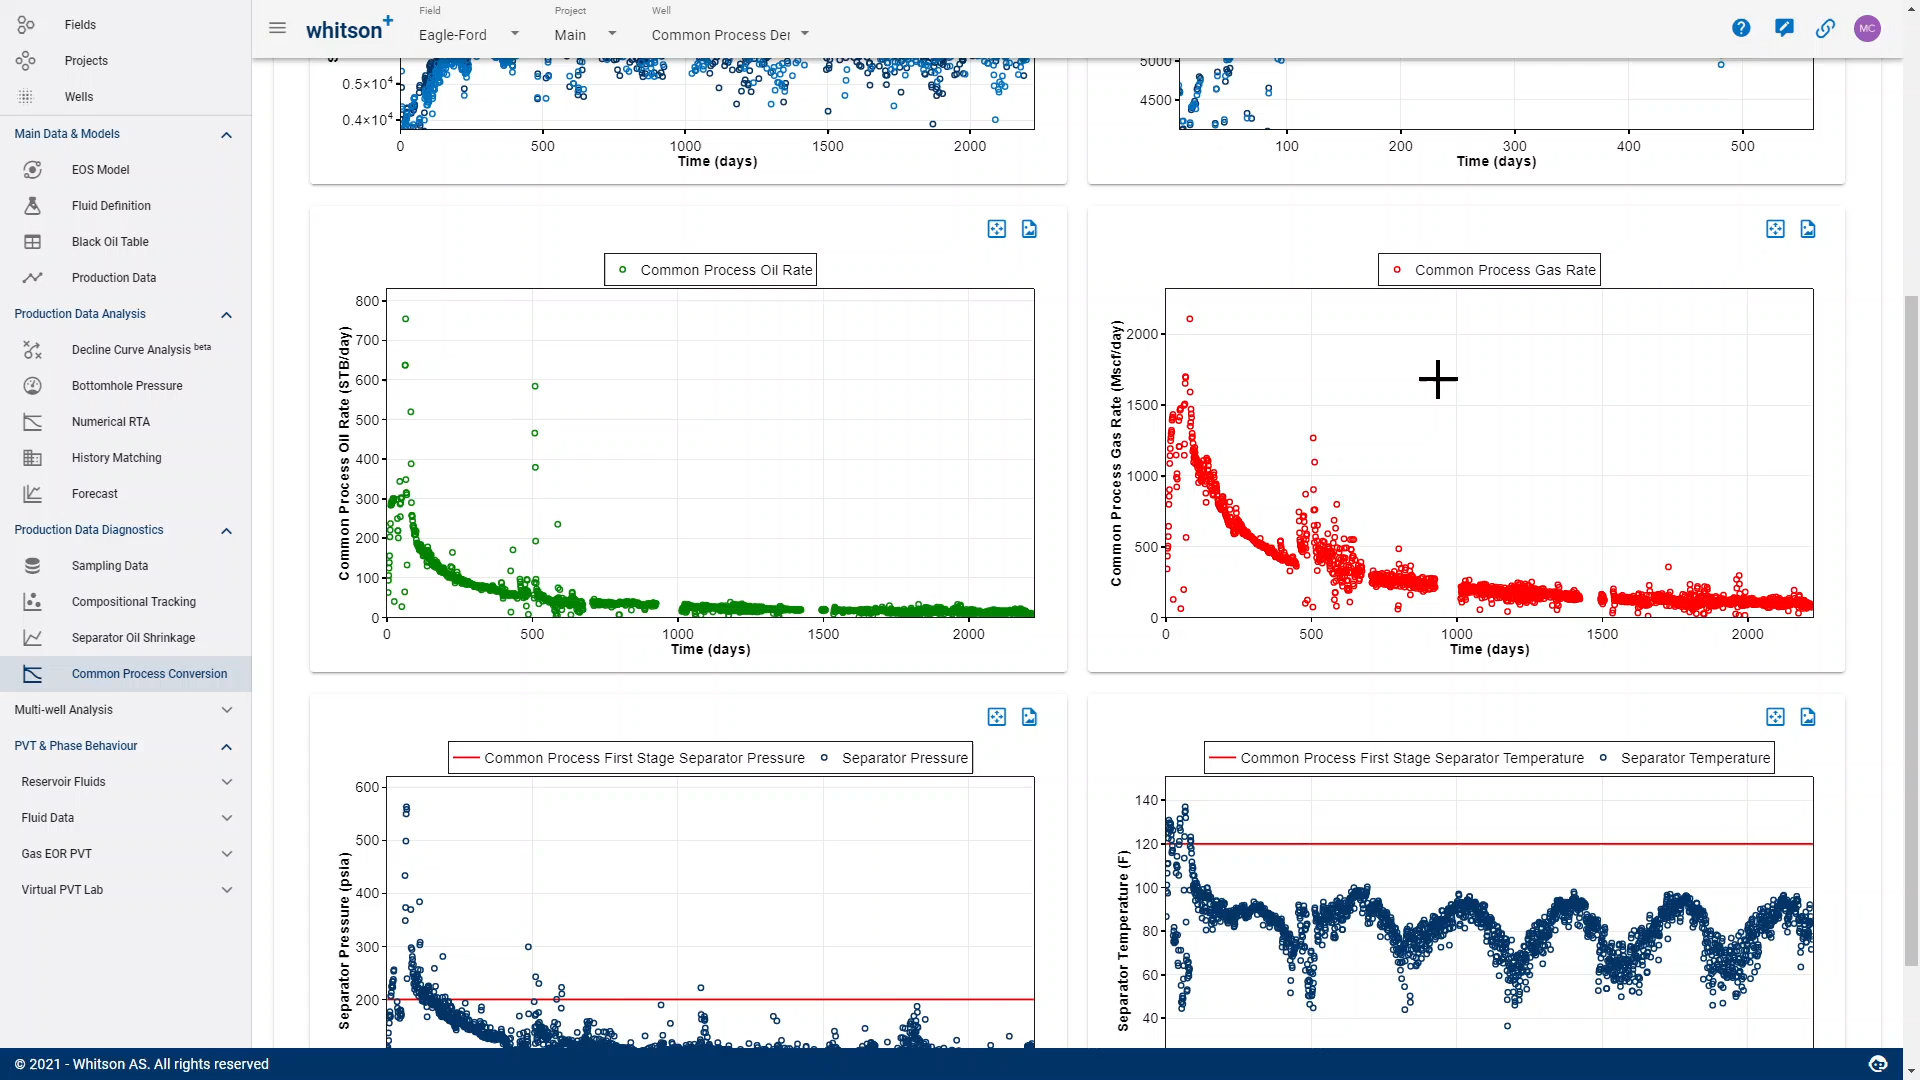 Fields
Projects
Wells
Main Data & Models
EOS Model
Fluid Definition
Black Oil Table
Production Data
Production Data Analysis
Decline Curve Analysis beta
Bottomhole Pressure
Numerical RTA
History Matching
Forecast
Production Data Diagnostics
Sampling Data
Compositional Tracking
Separator Oil Shrinkage
Common Process Conversion
Multi-well Analysis
PVT & Phase Behaviour
Reservoir Fluids
Fluid Data
Gas EOR PVT
Virtual PVT Lab
whitson+
Field
Eagle-Ford
Project
Main
Well
Common Process Der
MC
0.5×10⁴
0.4×10⁴
0 500 1000 1500 2000
Time (days)
5000
4500
100 200 300 400 500
Time (days)
Common Process Oil Rate
Common Process Oil Rate (STB/day)
800
700
600
500
400
300
200
100
0
0 500 1000 1500 2000
Time (days)
Common Process Gas Rate
Common Process Gas Rate (Mscf/day)
2000
1500
1000
500
0
0 500 1000 1500 2000
Time (days)
Common Process First Stage Separator Pressure Separator Pressure
Separator Pressure (psia)
600
500
400
300
200
Common Process First Stage Separator Temperature Separator Temperature
Separator Temperature (F)
140
120
100
80
60
40
© 2021 - Whitson AS. All rights reserved